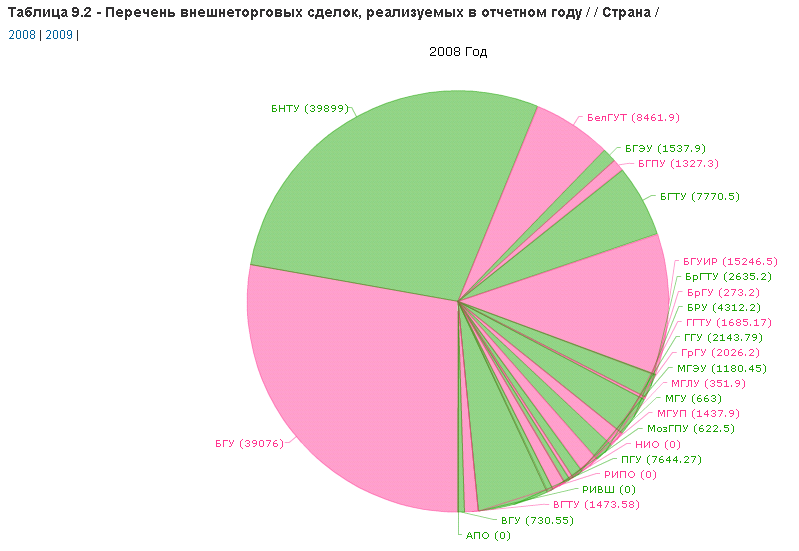 Таблица 9.2 - Перечень внешнеторговых сделок, реализуемых в отчетном году / / Страна /
2008 | 2009 |
2008 Год
БНТУ (39899)
БелГУТ (8461.9)
БГЭУ (1537.9)
БГПУ (1327.3)
БГТУ (7770.5)
БГУИР (15246.5)
БрГТУ (2635.2)
БрГУ (273.2)
БРУ (4312.2)
ГГТУ (1685.17)
ГГУ (2143.79)
ГрГУ (2026.2)
МГЭУ (1180.45)
МГЛУ (351.9)
МГУ (663)
МГУП (1437.9)
МозГПУ (622.5)
НИО (0)
ПГУ (7644.27)
РИПО (0)
РИВШ (0)
ВГТУ (1473.58)
ВГУ (730.55)
АПО (0)
БГУ (39076)